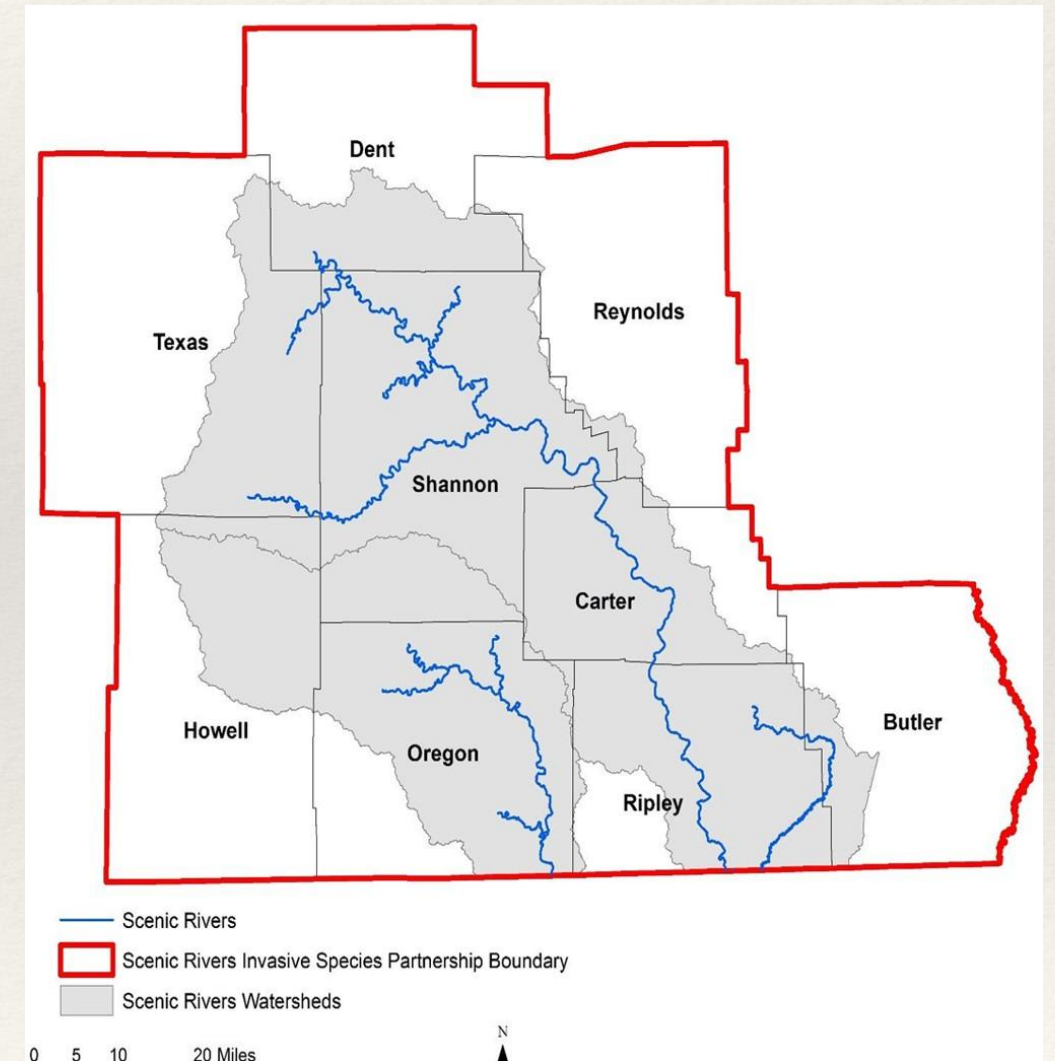 Dent
Reynolds
Texas
Shannon
Carter
Howell
Oregon
Butler
Ripley
Scenic Rivers
Scenic Rivers Invasive Species Partnership Boundary
Scenic Rivers Watersheds
N
0 5 10 20 Miles